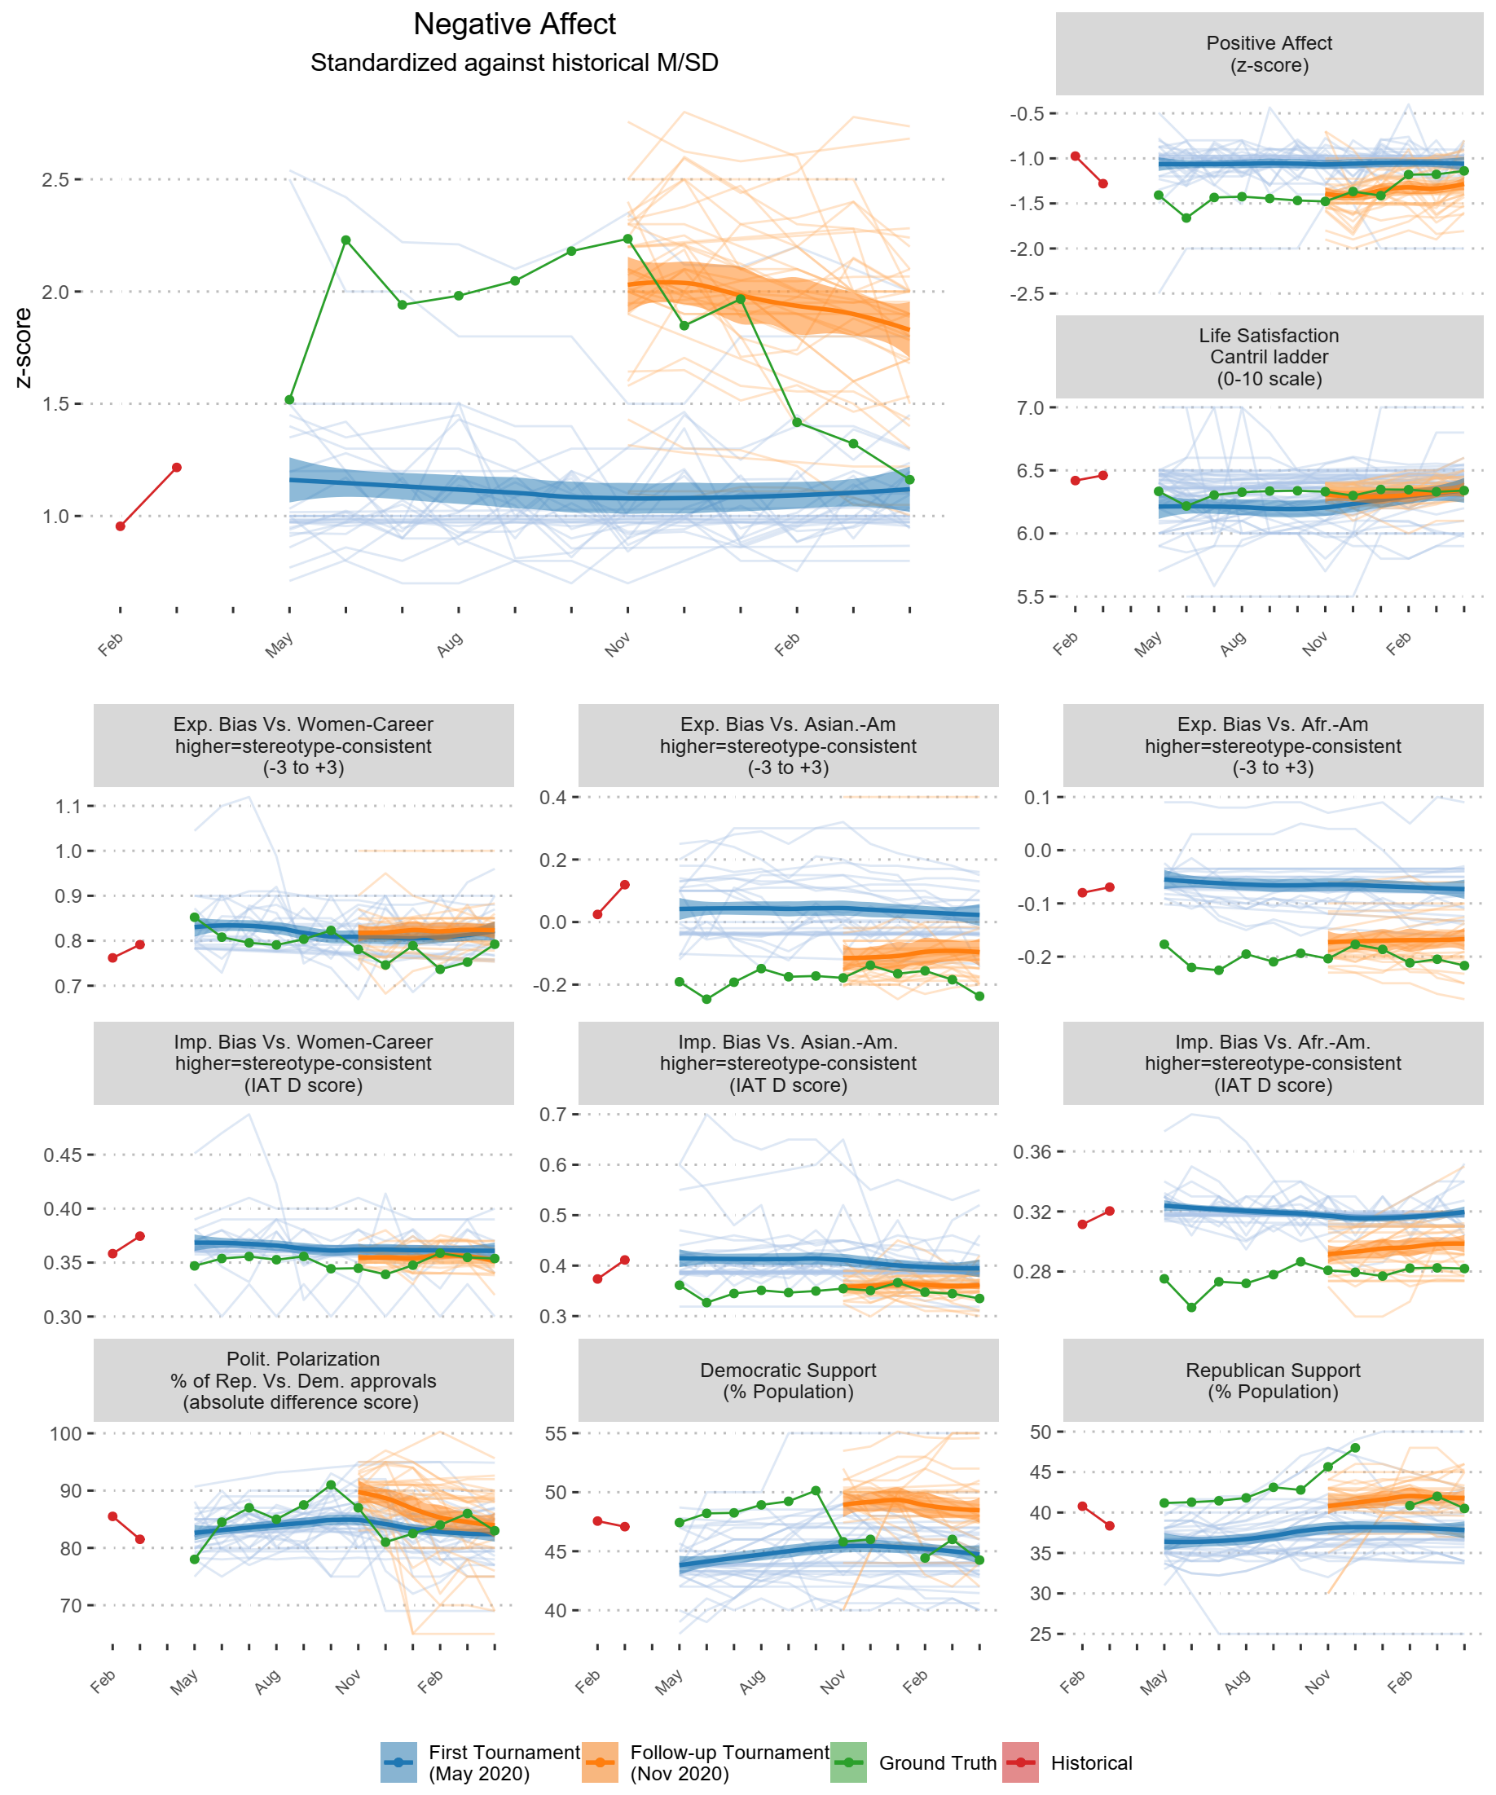 Negative Affect
Standardized against historical M/SD
z-score
2.5
2.0
1.5
1.0
Feb
May
Aug
Nov
Feb
Positive Affect
(z-score)
-0.5
-1.0
-1.5
-2.0
-2.5
Life Satisfaction
Cantril ladder
(0-10 scale)
7.0
6.5
6.0
5.5
Feb
May
Aug
Nov
Feb
Exp. Bias Vs. Women-Career
higher=stereotype-consistent
(-3 to +3)
1.1
1.0
0.9
0.8
0.7
Exp. Bias Vs. Asian.-Am
higher=stereotype-consistent
(-3 to +3)
0.4
0.2
0.0
-0.2
Exp. Bias Vs. Afr.-Am
higher=stereotype-consistent
(-3 to +3)
0.1
0.0
-0.1
-0.2
Imp. Bias Vs. Women-Career
higher=stereotype-consistent
(IAT D score)
0.45
0.40
0.35
0.30
Imp. Bias Vs. Asian.-Am.
higher=stereotype-consistent
(IAT D score)
0.7
0.6
0.5
0.4
0.3
Imp. Bias Vs. Afr.-Am.
higher=stereotype-consistent
(IAT D score)
0.36
0.32
0.28
Polit. Polarization
% of Rep. Vs. Dem. approvals
(absolute difference score)
100
90
80
70
Feb
May
Aug
Nov
Feb
Democratic Support
(% Population)
55
50
45
40
Feb
May
Aug
Nov
Feb
Republican Support
(% Population)
50
45
40
35
30
25
Feb
May
Aug
Nov
Feb
First Tournament
(May 2020)
Follow-up Tournament
(Nov 2020)
Ground Truth
Historical